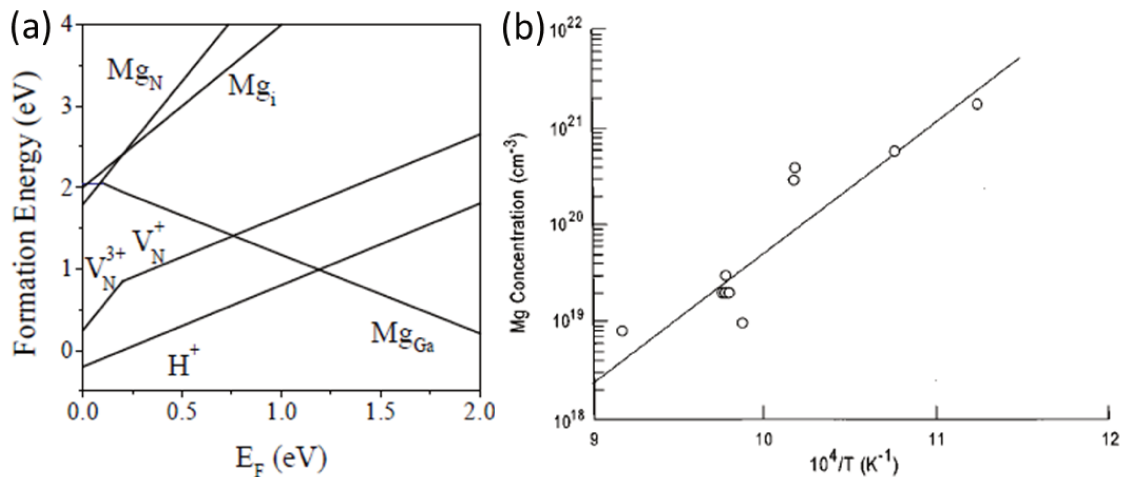 (a)
Formation Energy (eV)
4
3
2
1
0
Mg_N
Mg_i
V_N^3+
V_N^+
H^+
Mg_Ga
0.0 0.5 1.0 1.5 2.0
E_F (eV)
(b)
Mg Concentration (cm^-3)
10^22
10^21
10^20
10^19
10^18
9 10 11 12
10^4/T (K^-1)